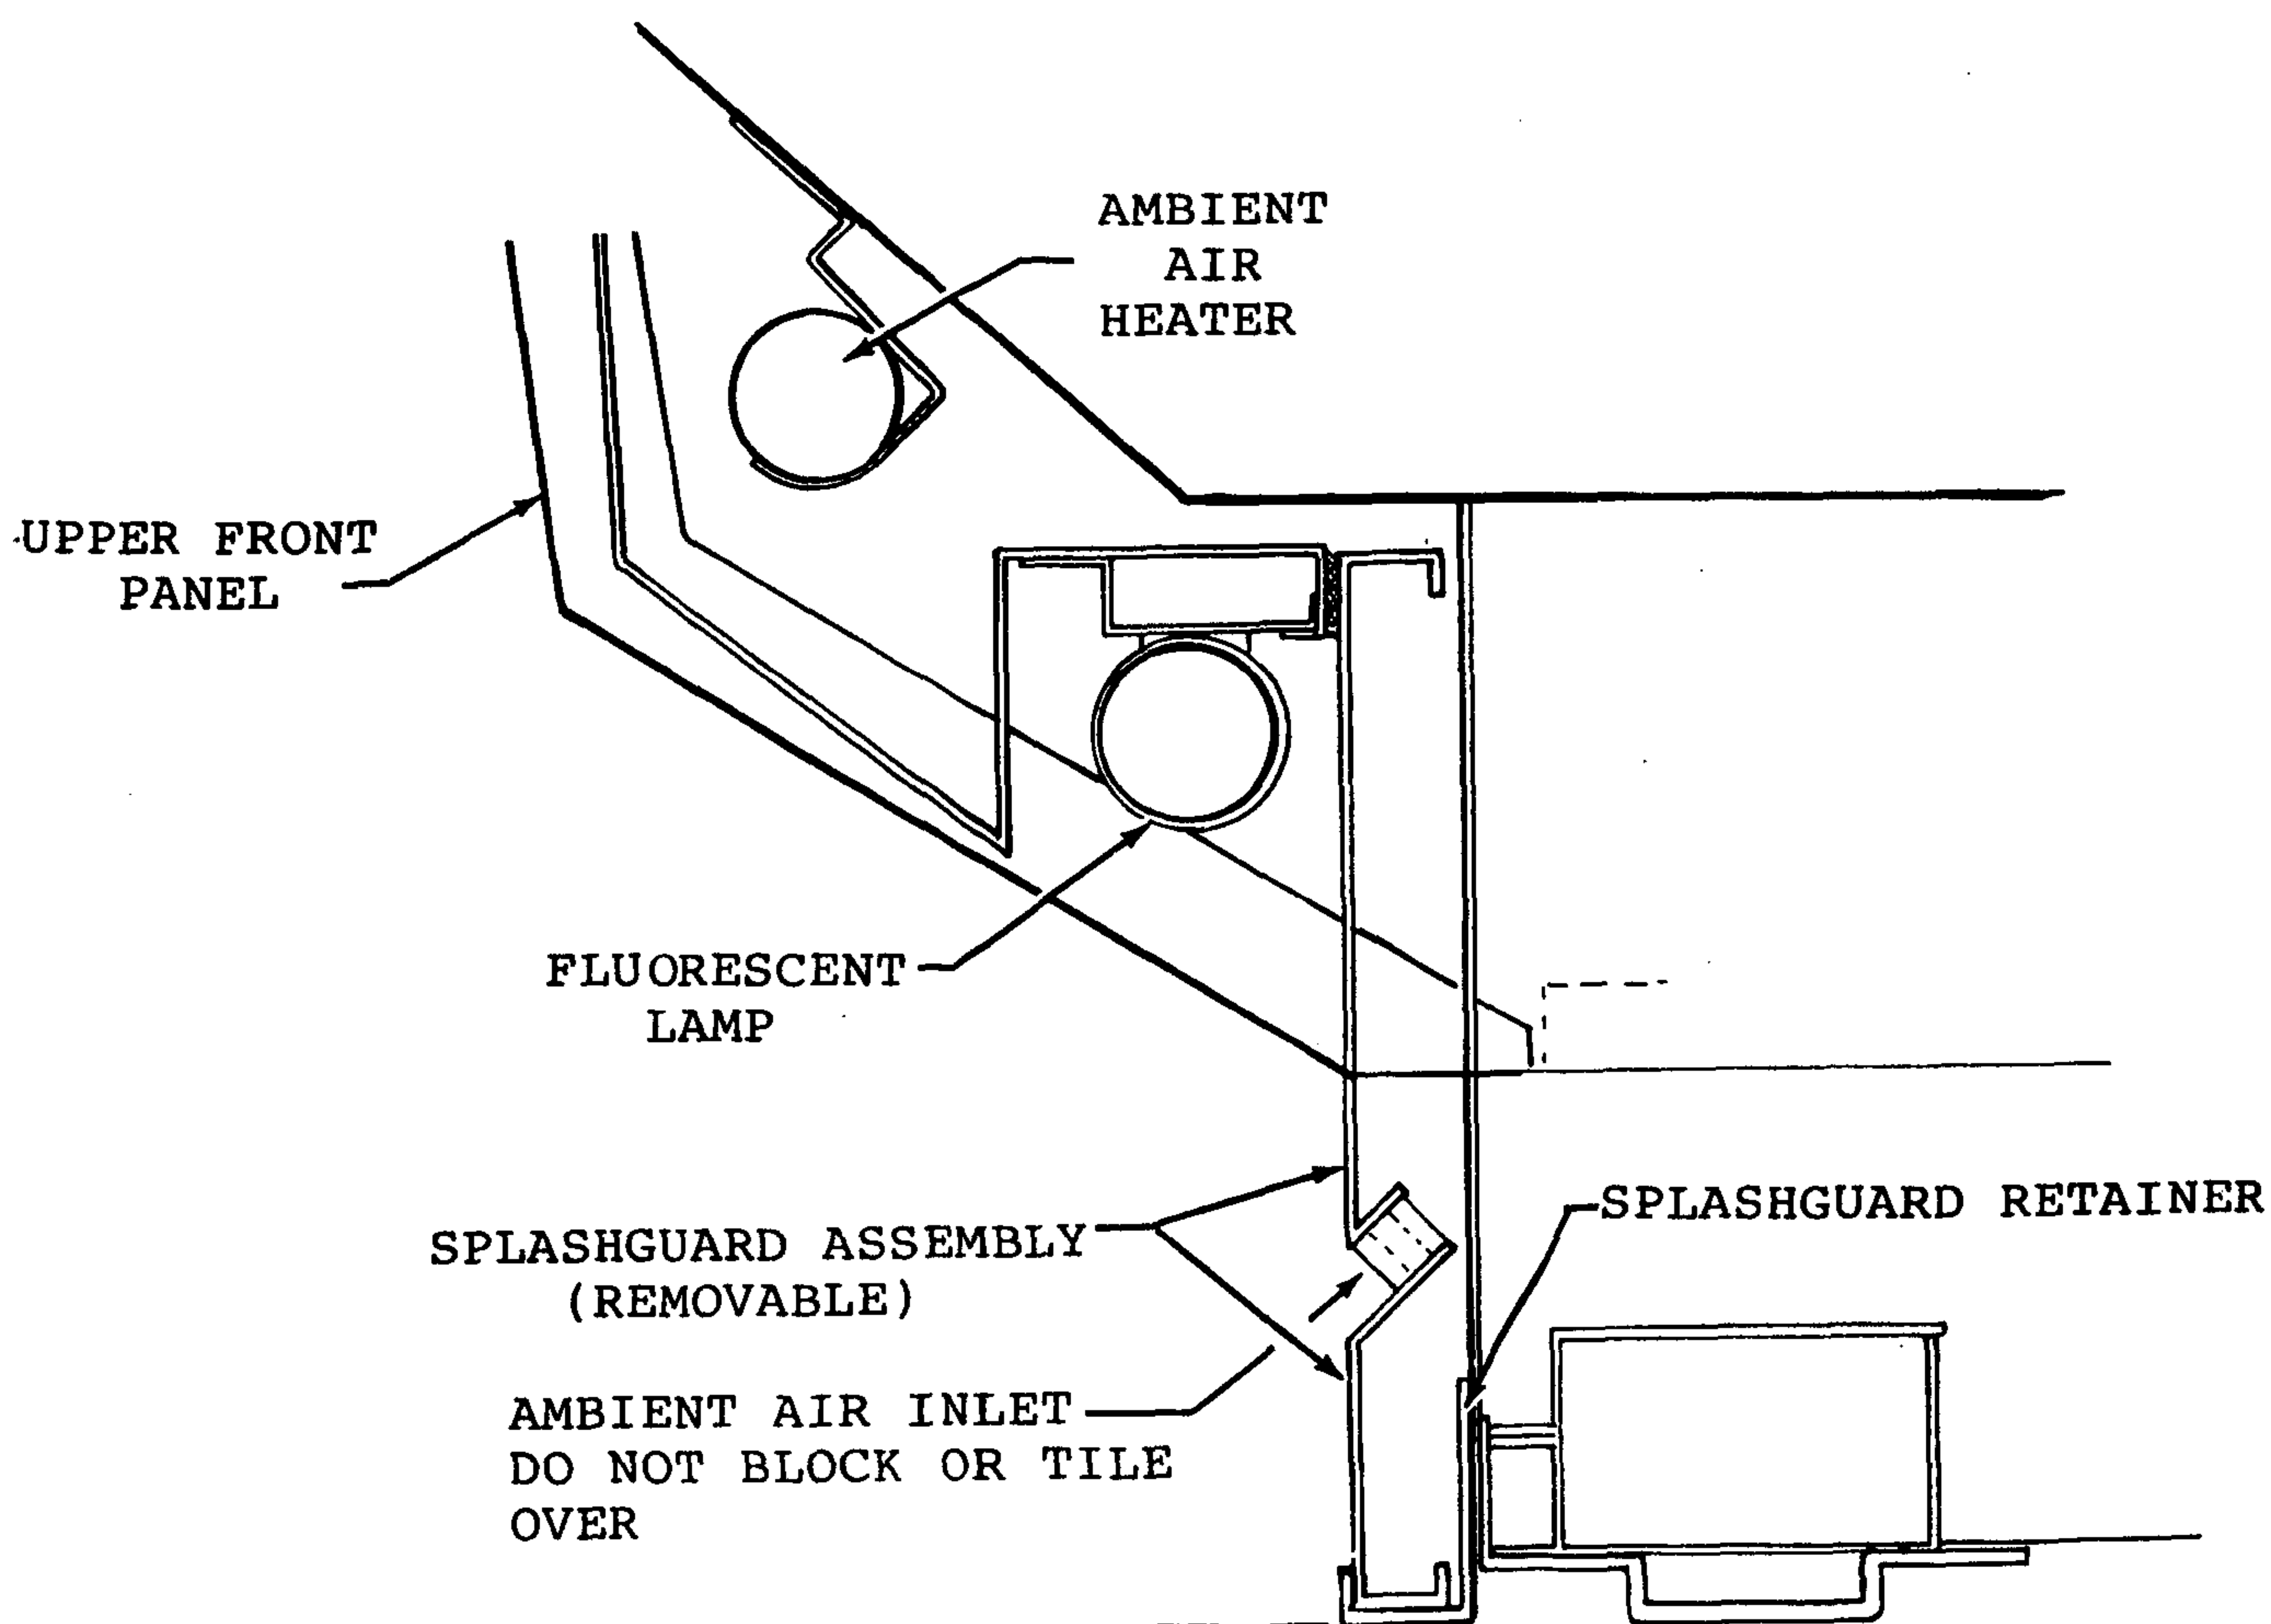 AMBIENT
AIR
HEATER
UPPER FRONT
PANEL
FLUORESCENT
LAMP
SPLASHGUARD RETAINER
SPLASHGUARD ASSEMBLY
(REMOVABLE)
AMBIENT AIR INLET
DO NOT BLOCK OR TILE
OVER